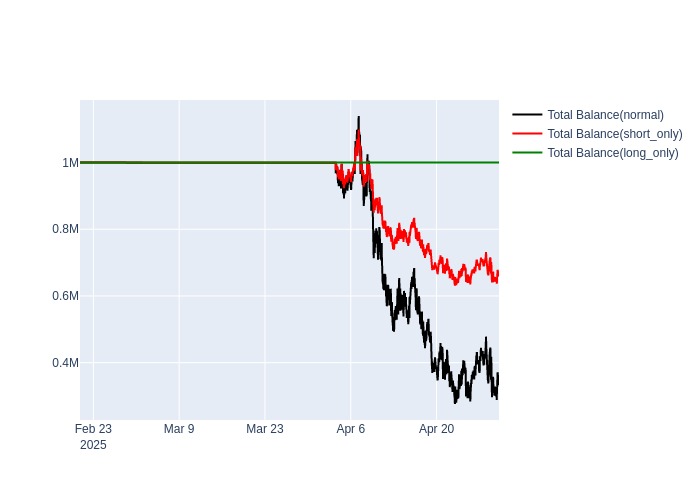 Total Balance(normal)
Total Balance(short_only)
Total Balance(long_only)
1M
0.8M
0.6M
0.4M
Feb 23 Mar 9 Mar 23 Apr 6 Apr 20
2025